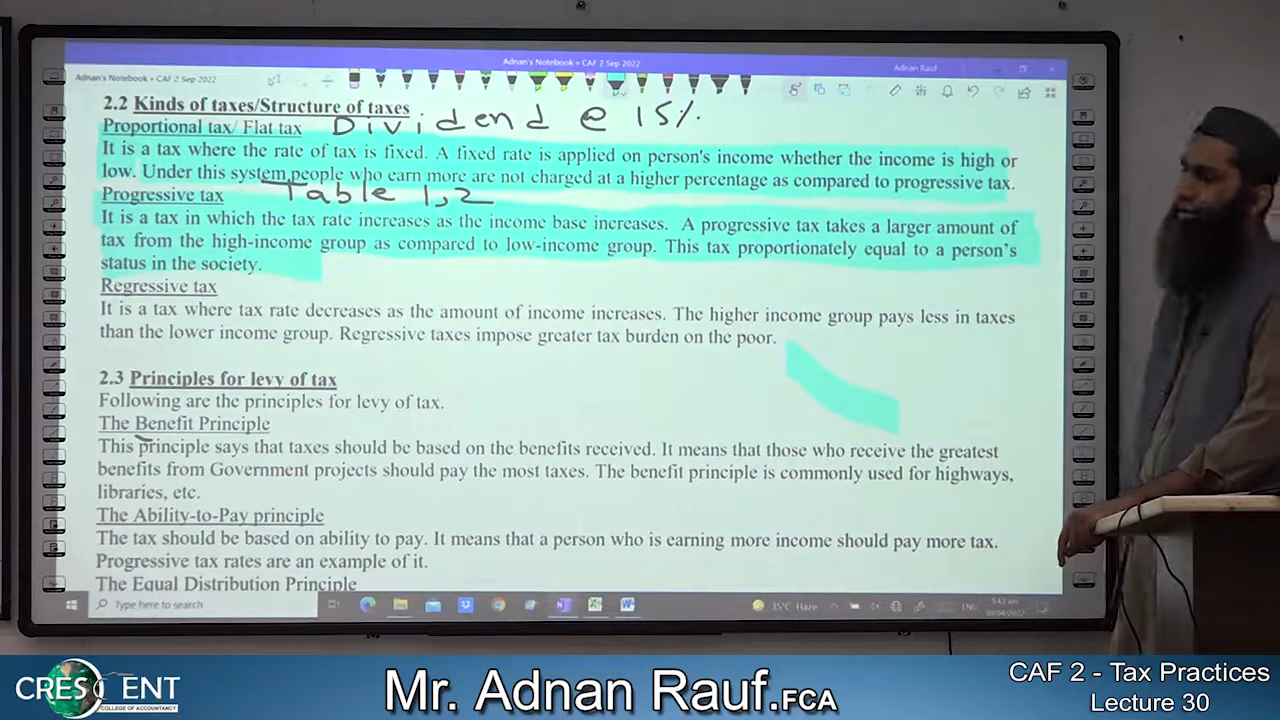 Adnan's Notebook » CAF 2 Sep 2022
Adnan's Notebook » CAF 2 Sep 2022
Adnan Rauf
2.2 Kinds of taxes/Structure of taxes
Proportional tax/ Flat tax Dividend @ 15%
It is a tax where the rate of tax is fixed. A fixed rate is applied on person's income whether the income is high or
low. Under this system,people who earn more are not charged at a higher percentage as compared to progressive tax.
Progressive tax Table 1,2
It is a tax in which the tax rate increases as the income base increases. A progressive tax takes a larger amount of
tax from the high-income group as compared to low-income group. This tax proportionately equal to a person's
status in the society.
Regressive tax
It is a tax where tax rate decreases as the amount of income increases. The higher income group pays less in taxes
than the lower income group. Regressive taxes impose greater tax burden on the poor.
2.3 Principles for levy of tax
Following are the principles for levy of tax.
The Benefit Principle
This principle says that taxes should be based on the benefits received. It means that those who receive the greatest
benefits from Government projects should pay the most taxes. The benefit principle is commonly used for highways,
libraries, etc.
The Ability-to-Pay principle
The tax should be based on ability to pay. It means that a person who is earning more income should pay more tax.
Progressive tax rates are an example of it.
The Equal Distribution Principle
Type here to search
35°C Haze
ENG
CRESCENT
COLLEGE OF ACCOUNTANCY
Mr. Adnan Rauf.FCA
CAF 2 - Tax Practices
Lecture 30